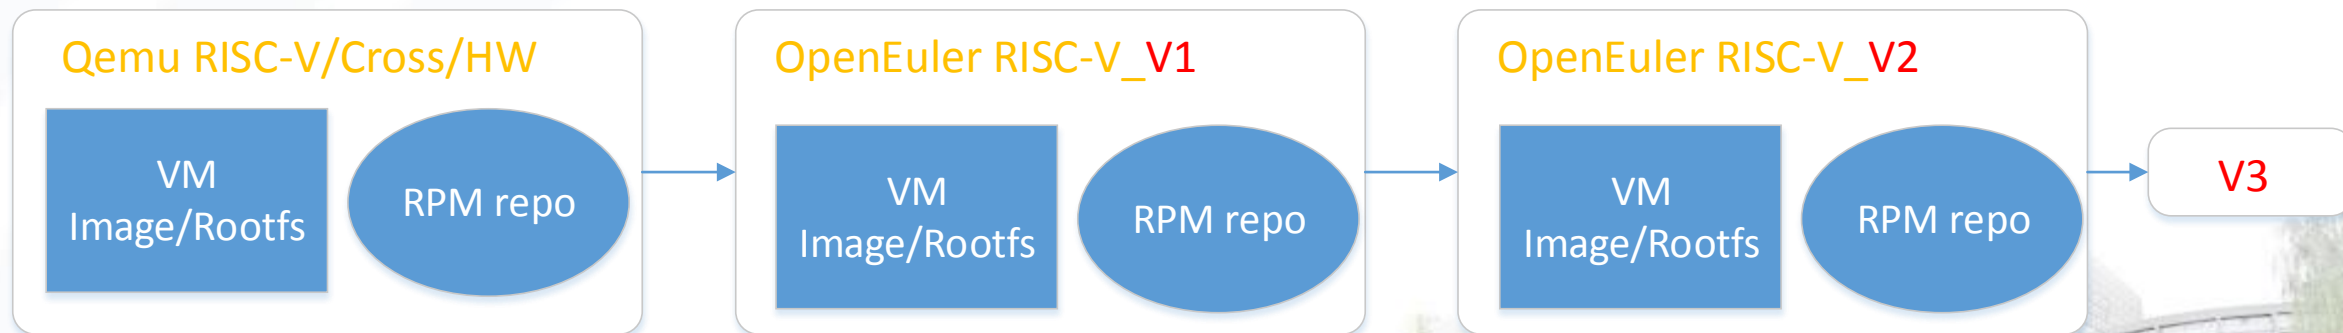 Qemu RISC-V/Cross/HW
VM
Image/Rootfs
RPM repo
OpenEuler RISC-V_V1
VM
Image/Rootfs
RPM repo
OpenEuler RISC-V_V2
VM
Image/Rootfs
RPM repo
V3